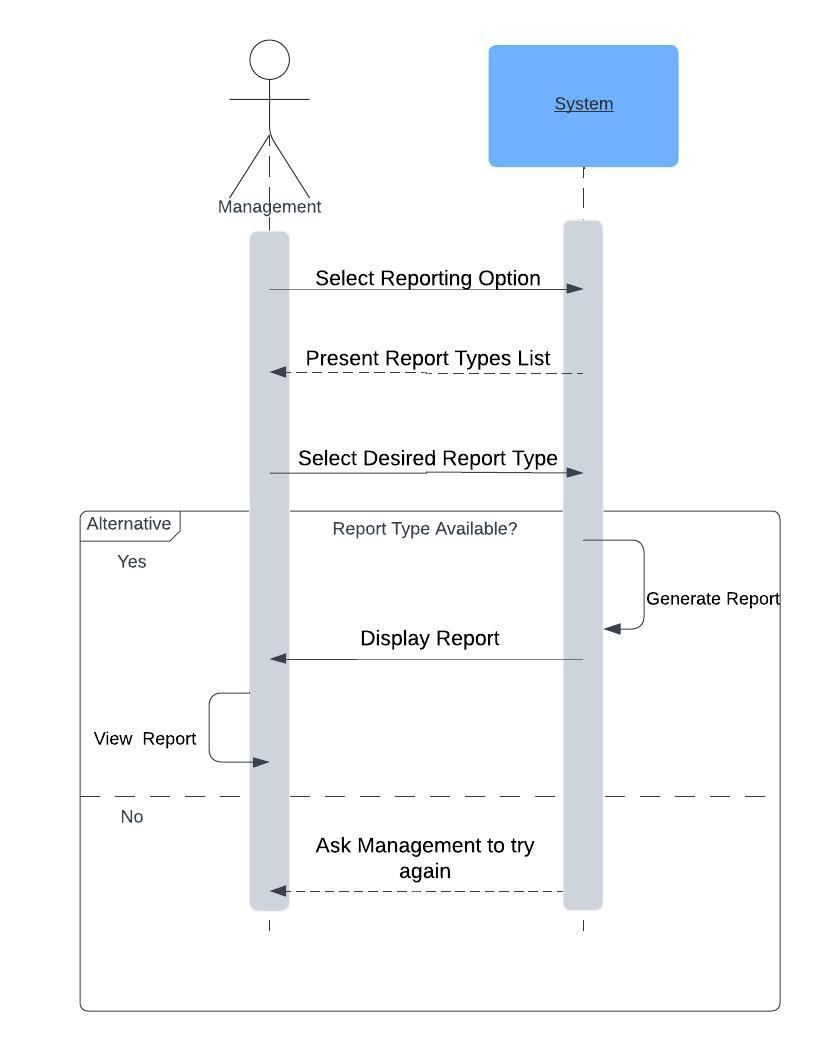 System
Management
Select Reporting Option
Present Report Types List
Select Desired Report Type
Alternative
Report Type Available?
Yes
Generate Report
Display Report
View Report
No
Ask Management to try
again